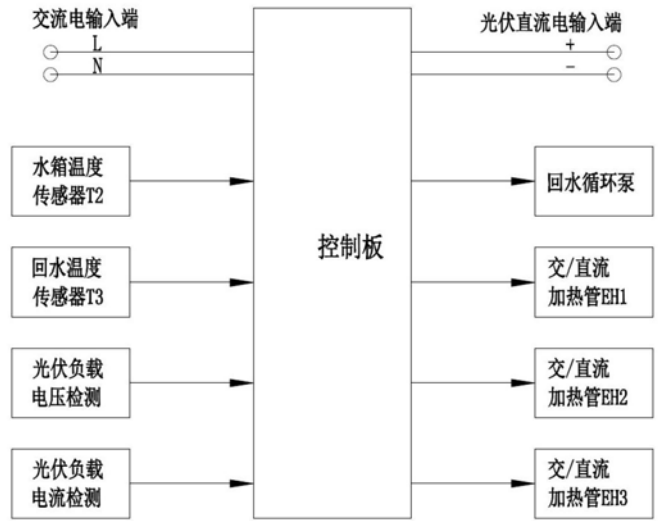 交流电输入端
L
N
光伏直流电输入端
+
-
水箱温度
传感器T2
回水温度
传感器T3
光伏负载
电压检测
光伏负载
电流检测
控制板
回水循环泵
交/直流
加热管EH1
交/直流
加热管EH2
交/直流
加热管EH3